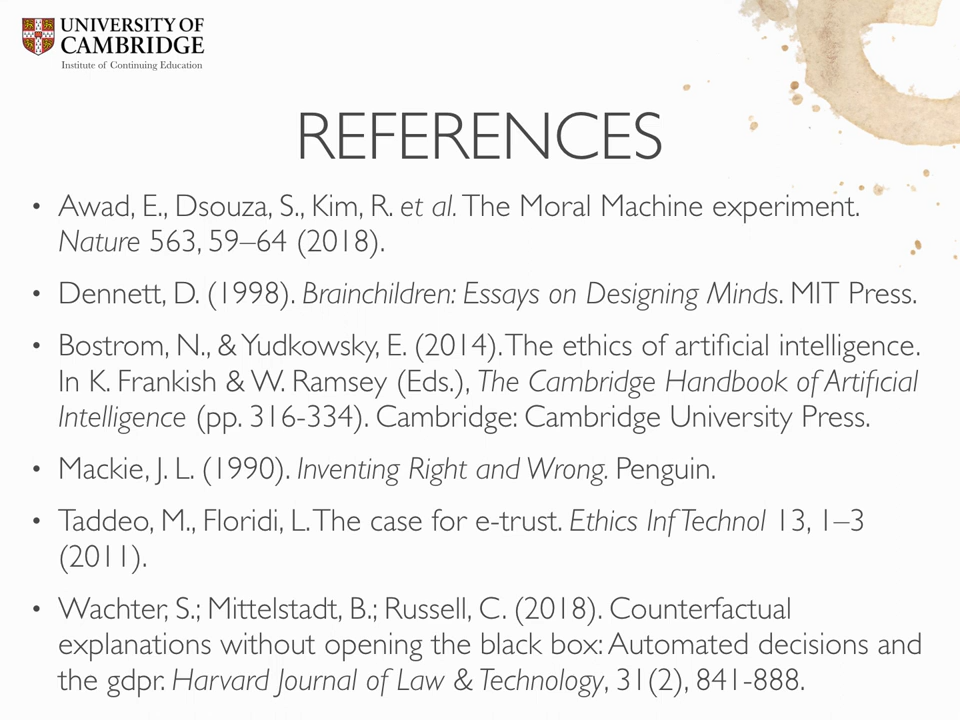 UNIVERSITY OF
CAMBRIDGE
Institute of Continuing Education
REFERENCES
• Awad, E., Dsouza, S., Kim, R. et al. The Moral Machine experiment.
Nature 563, 59–64 (2018).
• Dennett, D. (1998). Brainchildren: Essays on Designing Minds. MIT Press.
• Bostrom, N., & Yudkowsky, E. (2014). The ethics of artificial intelligence.
In K. Frankish & W. Ramsey (Eds.), The Cambridge Handbook of Artificial
Intelligence (pp. 316-334). Cambridge: Cambridge University Press.
• Mackie, J. L. (1990). Inventing Right and Wrong. Penguin.
• Taddeo, M., Floridi, L. The case for e-trust. Ethics Inf Technol 13, 1–3
(2011).
• Wachter, S.; Mittelstadt, B.; Russell, C. (2018). Counterfactual
explanations without opening the black box: Automated decisions and
the gdpr. Harvard Journal of Law & Technology, 31(2), 841-888.